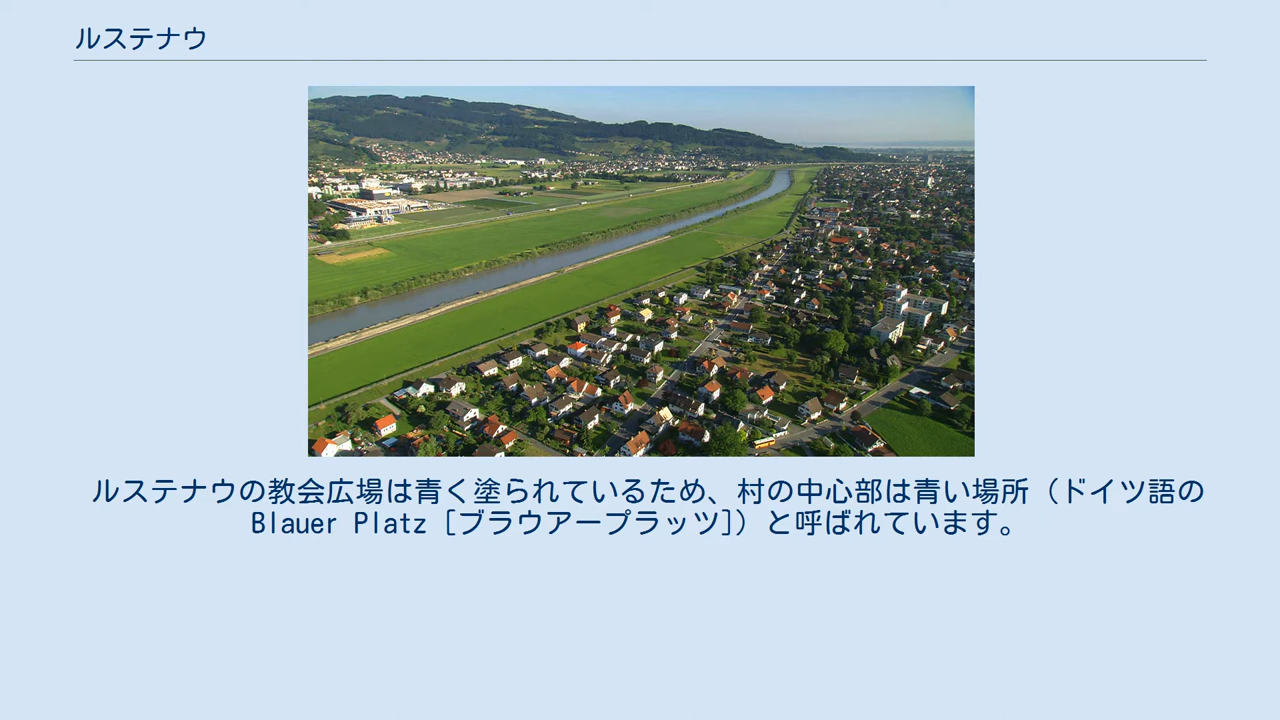 ルステナウ
ルステナウの教会広場は青く塗られているため、村の中心部は青い場所（ドイツ語の
Blauer Platz [ブラウアープラッツ]）と呼ばれています。